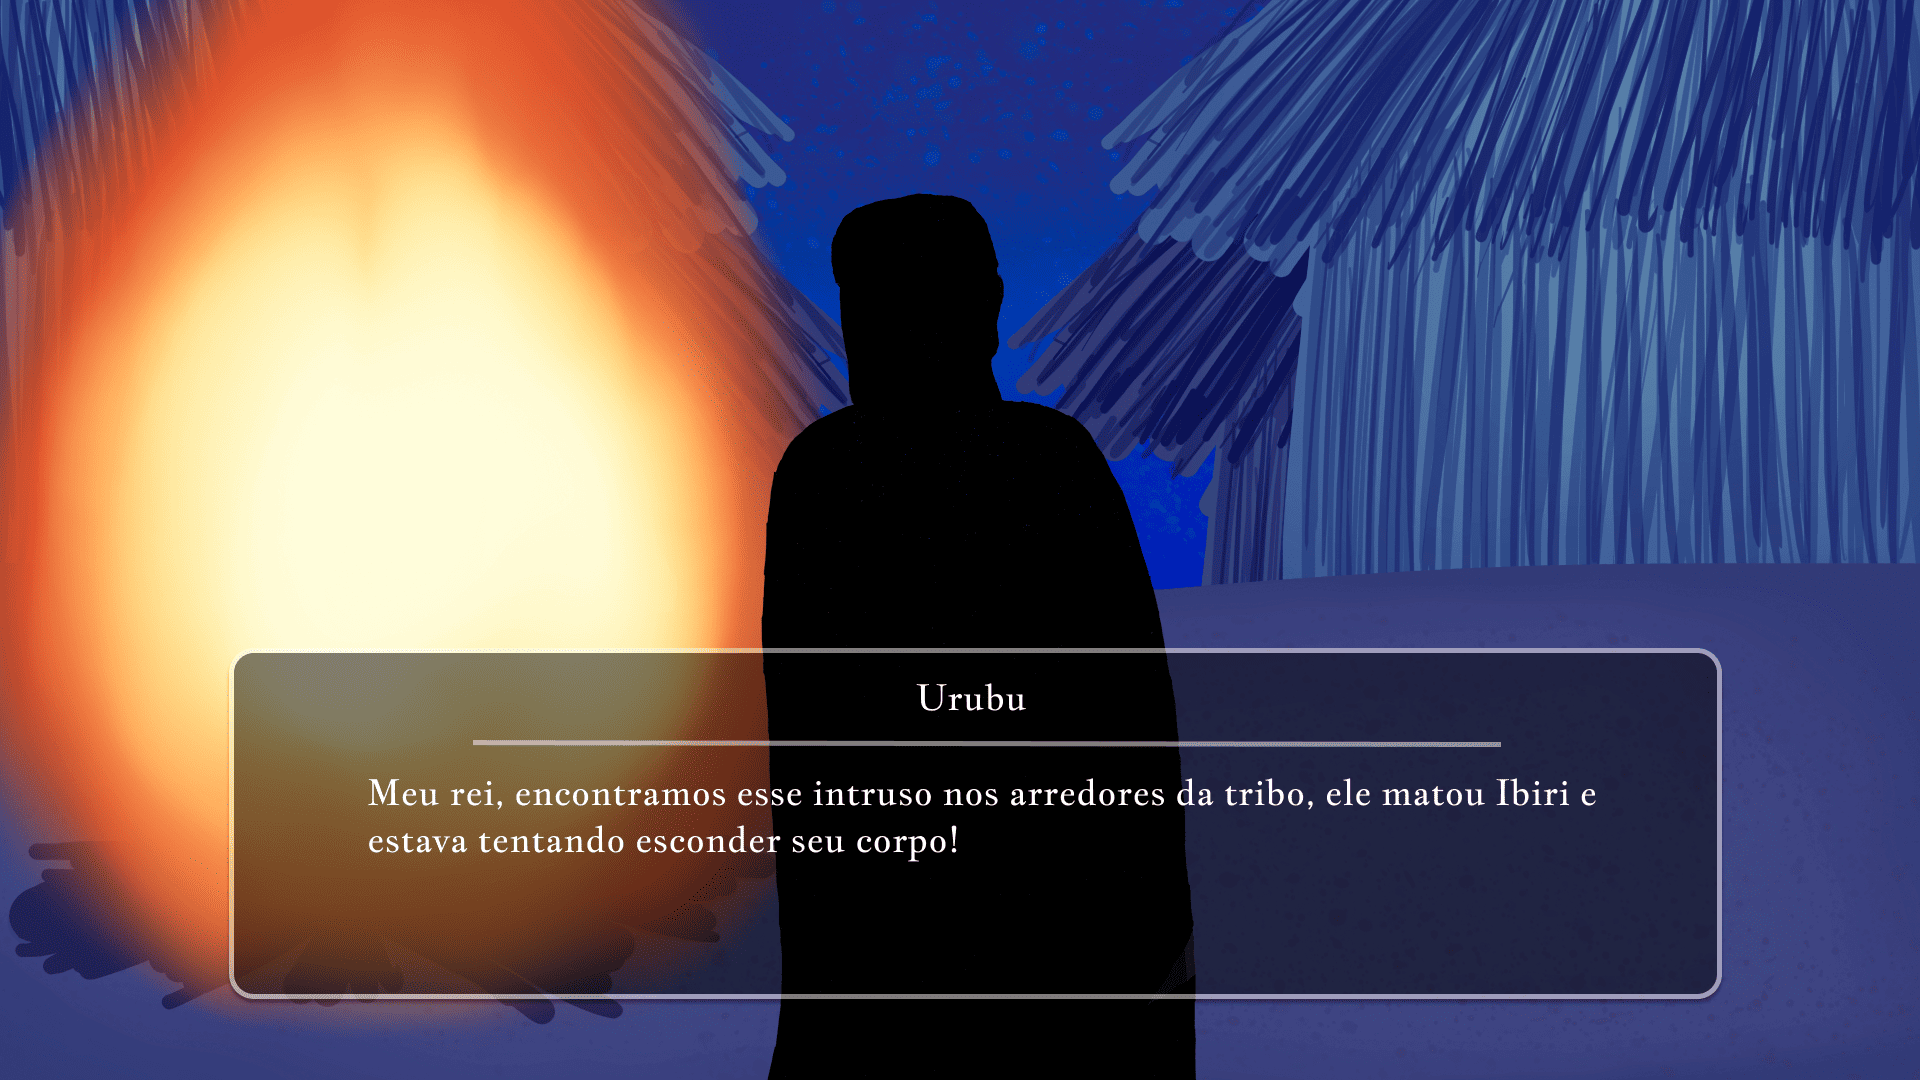 Urubu
Meu rei, encontramos esse intruso nos arredores da tribo, ele matou Ibiri e
estava tentando esconder seu corpo!